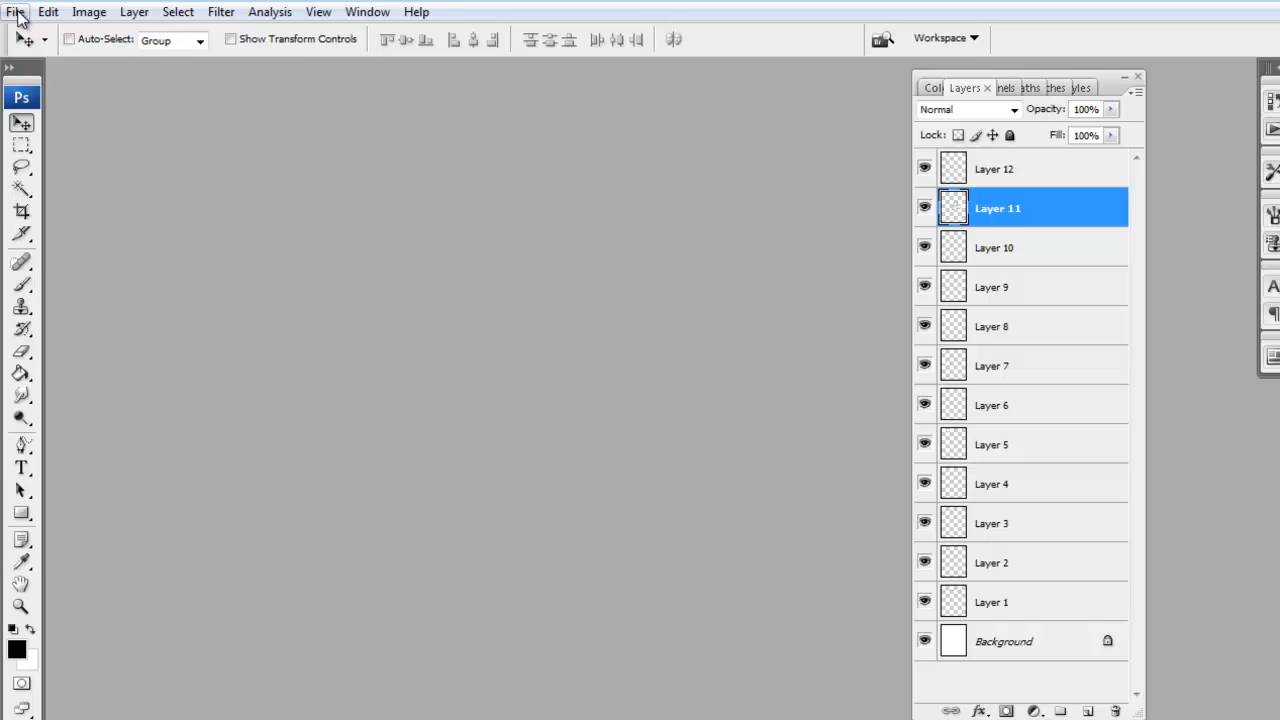 File Edit Image Layer Select Filter Analysis View Window Help
Auto-Select: Group Show Transform Controls Workspace
Ps
Col Layers nels aths ches yles
Normal Opacity: 100%
Lock: Fill: 100%
Layer 12
Layer 11
Layer 10
Layer 9
Layer 8
Layer 7
Layer 6
Layer 5
Layer 4
Layer 3
Layer 2
Layer 1
Background